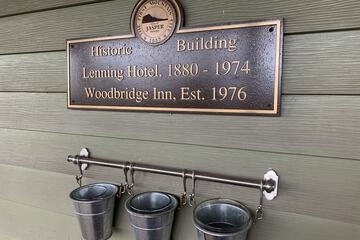 JASPER
Historic Building
Lenning Hotel, 1880 - 1974
Woodbridge Inn, Est. 1976